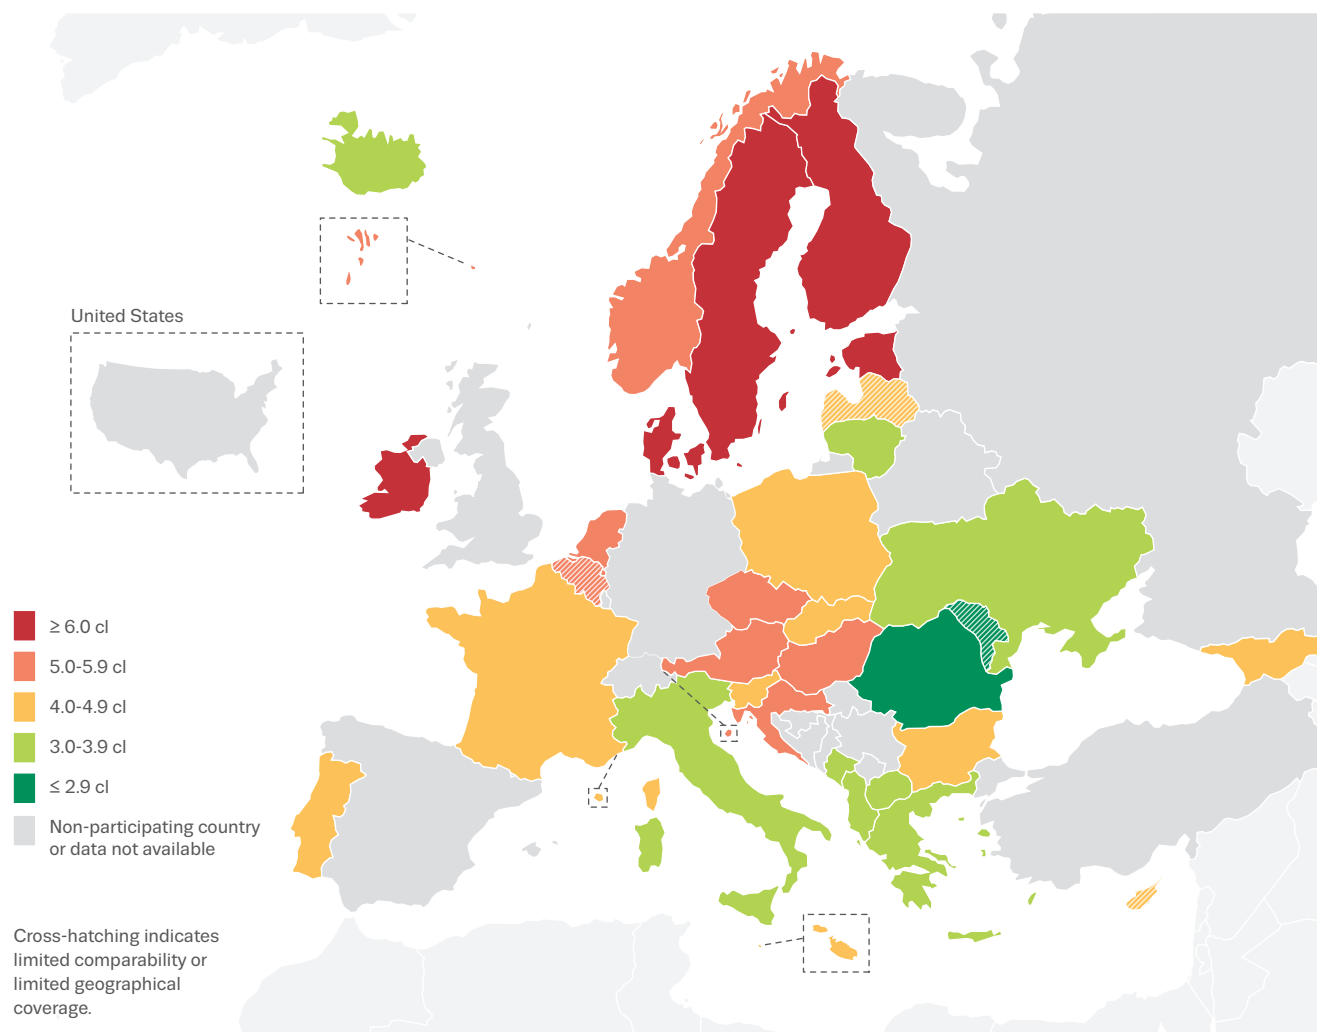 United States
≥ 6.0 cl
5.0-5.9 cl
4.0-4.9 cl
3.0-3.9 cl
≤ 2.9 cl
Non-participating country
or data not available
Cross-hatching indicates
limited comparability or
limited geographical
coverage.